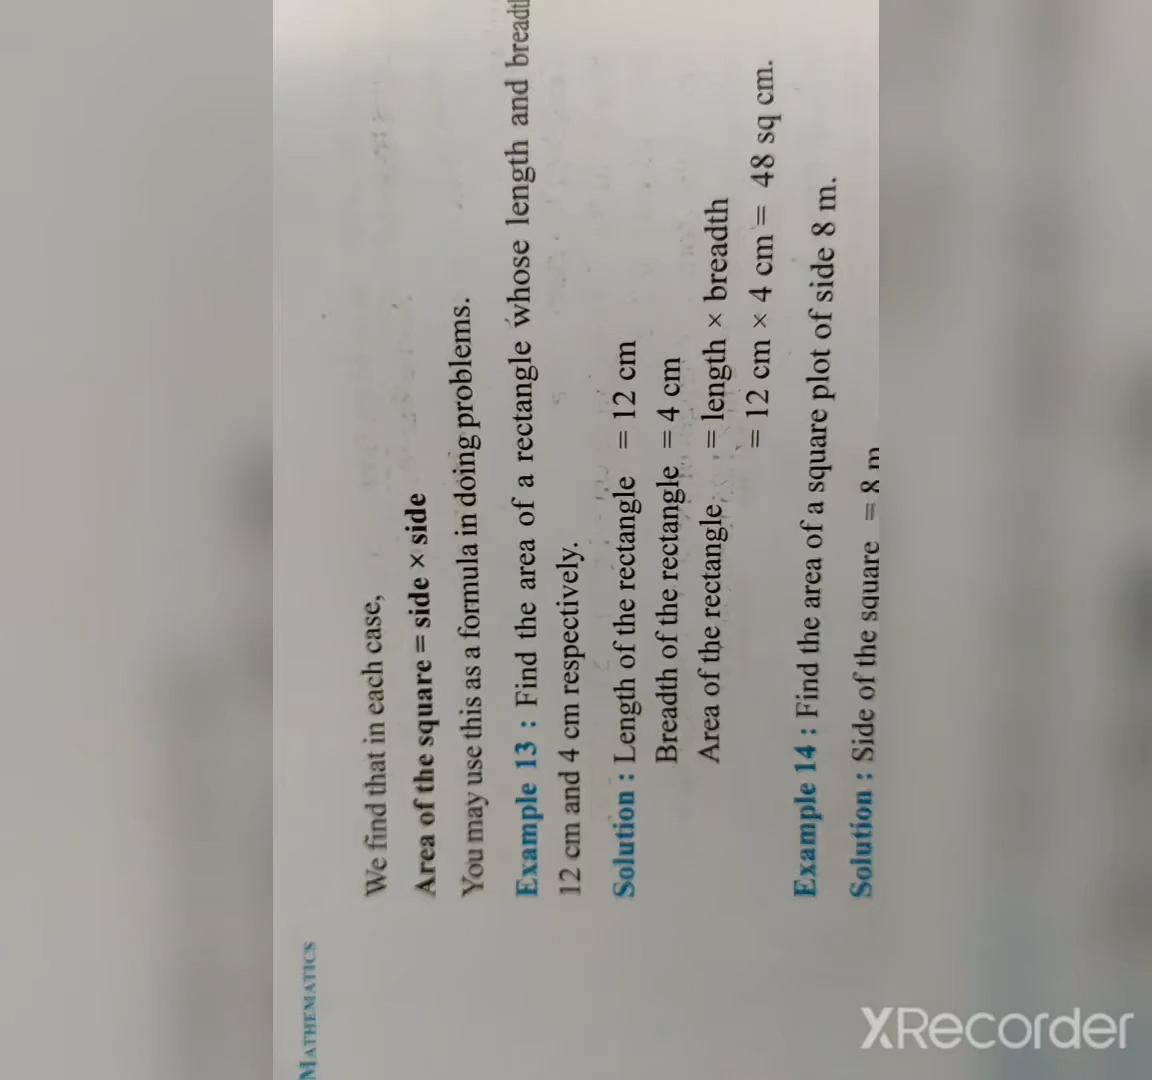 MATHEMATICS
We find that in each case,
Area of the square = side × side
You may use this as a formula in doing problems.
Example 13 : Find the area of a rectangle whose length and breadth
12 cm and 4 cm respectively.
Solution : Length of the rectangle = 12 cm
Breadth of the rectangle = 4 cm
Area of the rectangle = length × breadth
= 12 cm × 4 cm = 48 sq cm.
Example 14 : Find the area of a square plot of side 8 m.
Solution : Side of the square = 8 m
XRecorder